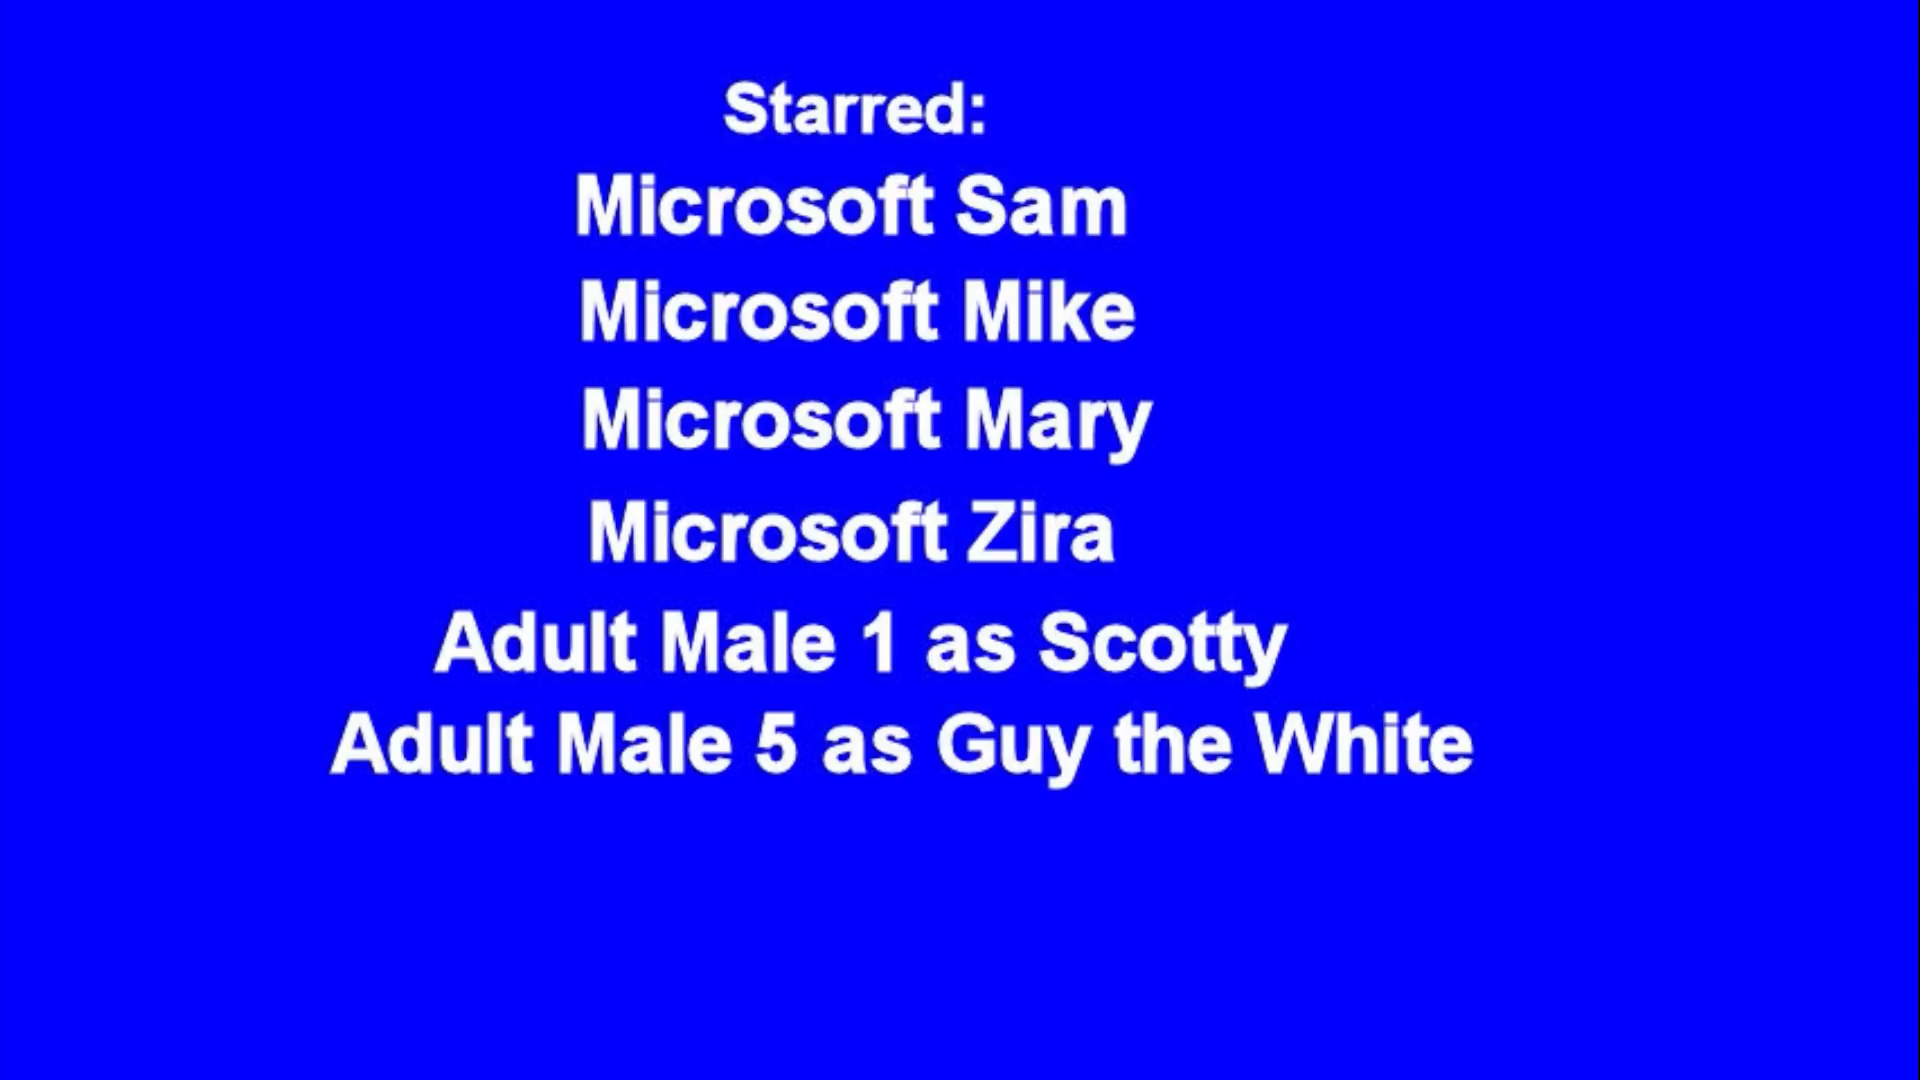 Starred:
Microsoft Sam
Microsoft Mike
Microsoft Mary
Microsoft Zira
Adult Male 1 as Scotty
Adult Male 5 as Guy the White